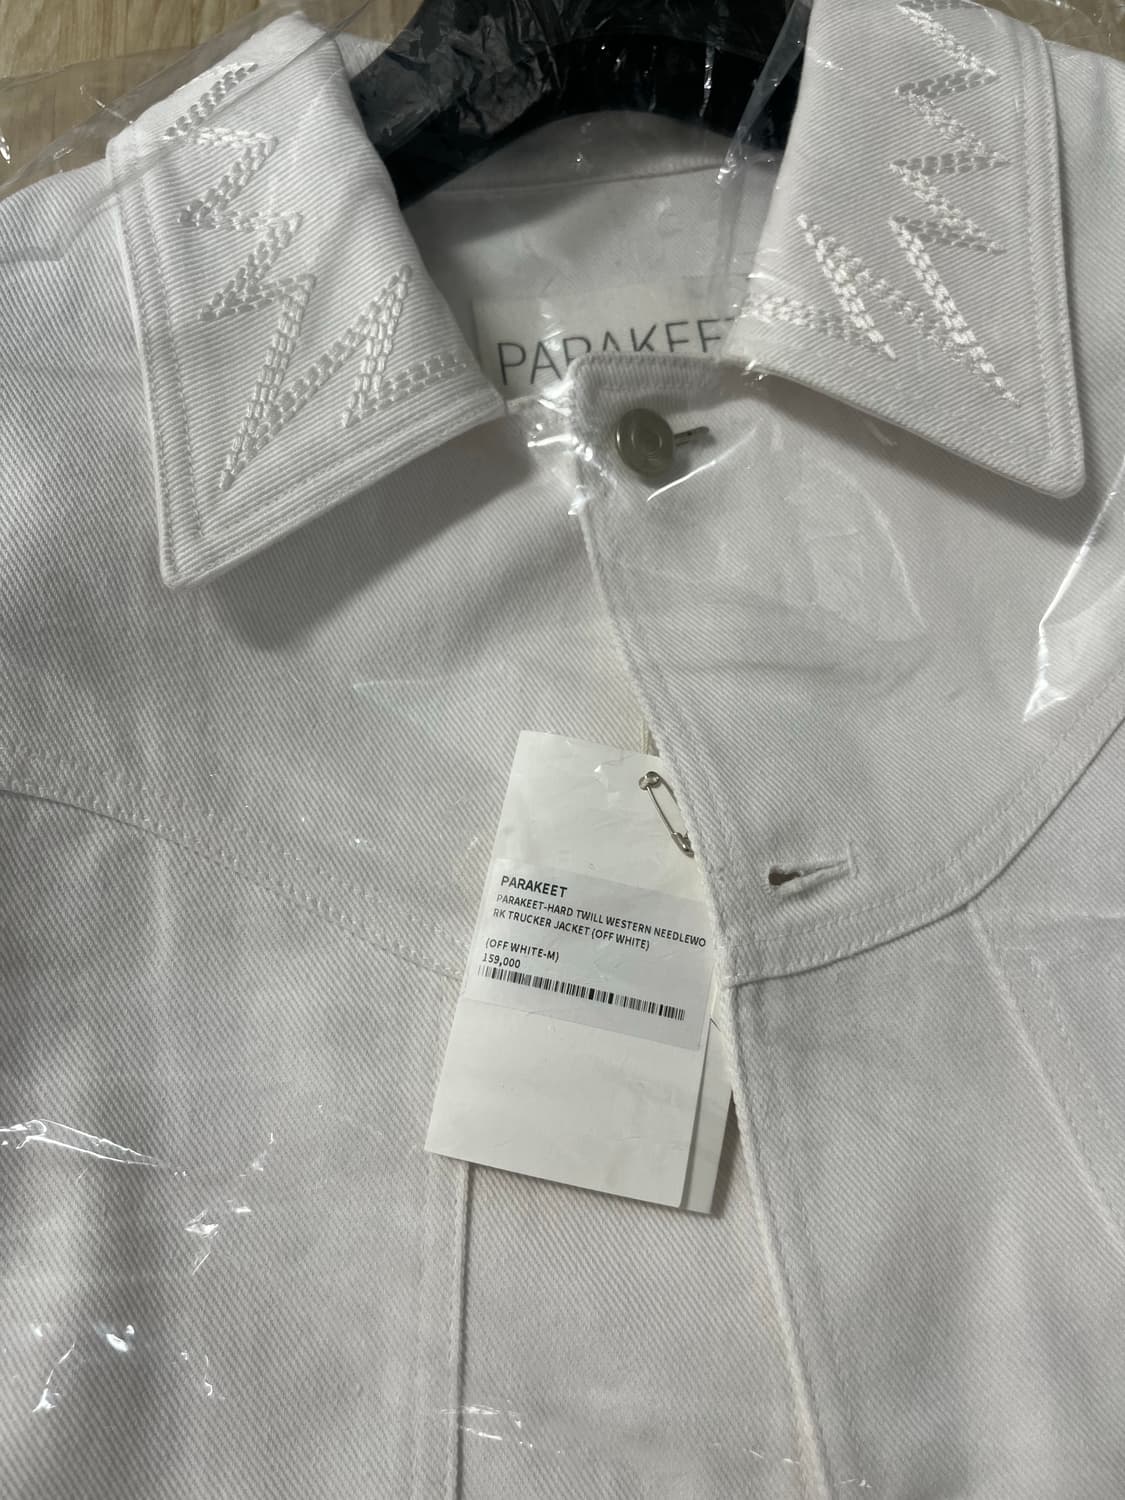 PARAKEET
PARAKEET
PARAKEET-HARD TWILL WESTERN NEEDLEWO
RK TRUCKER JACKET (OFF WHITE)
(OFF WHITE-M)
159,000